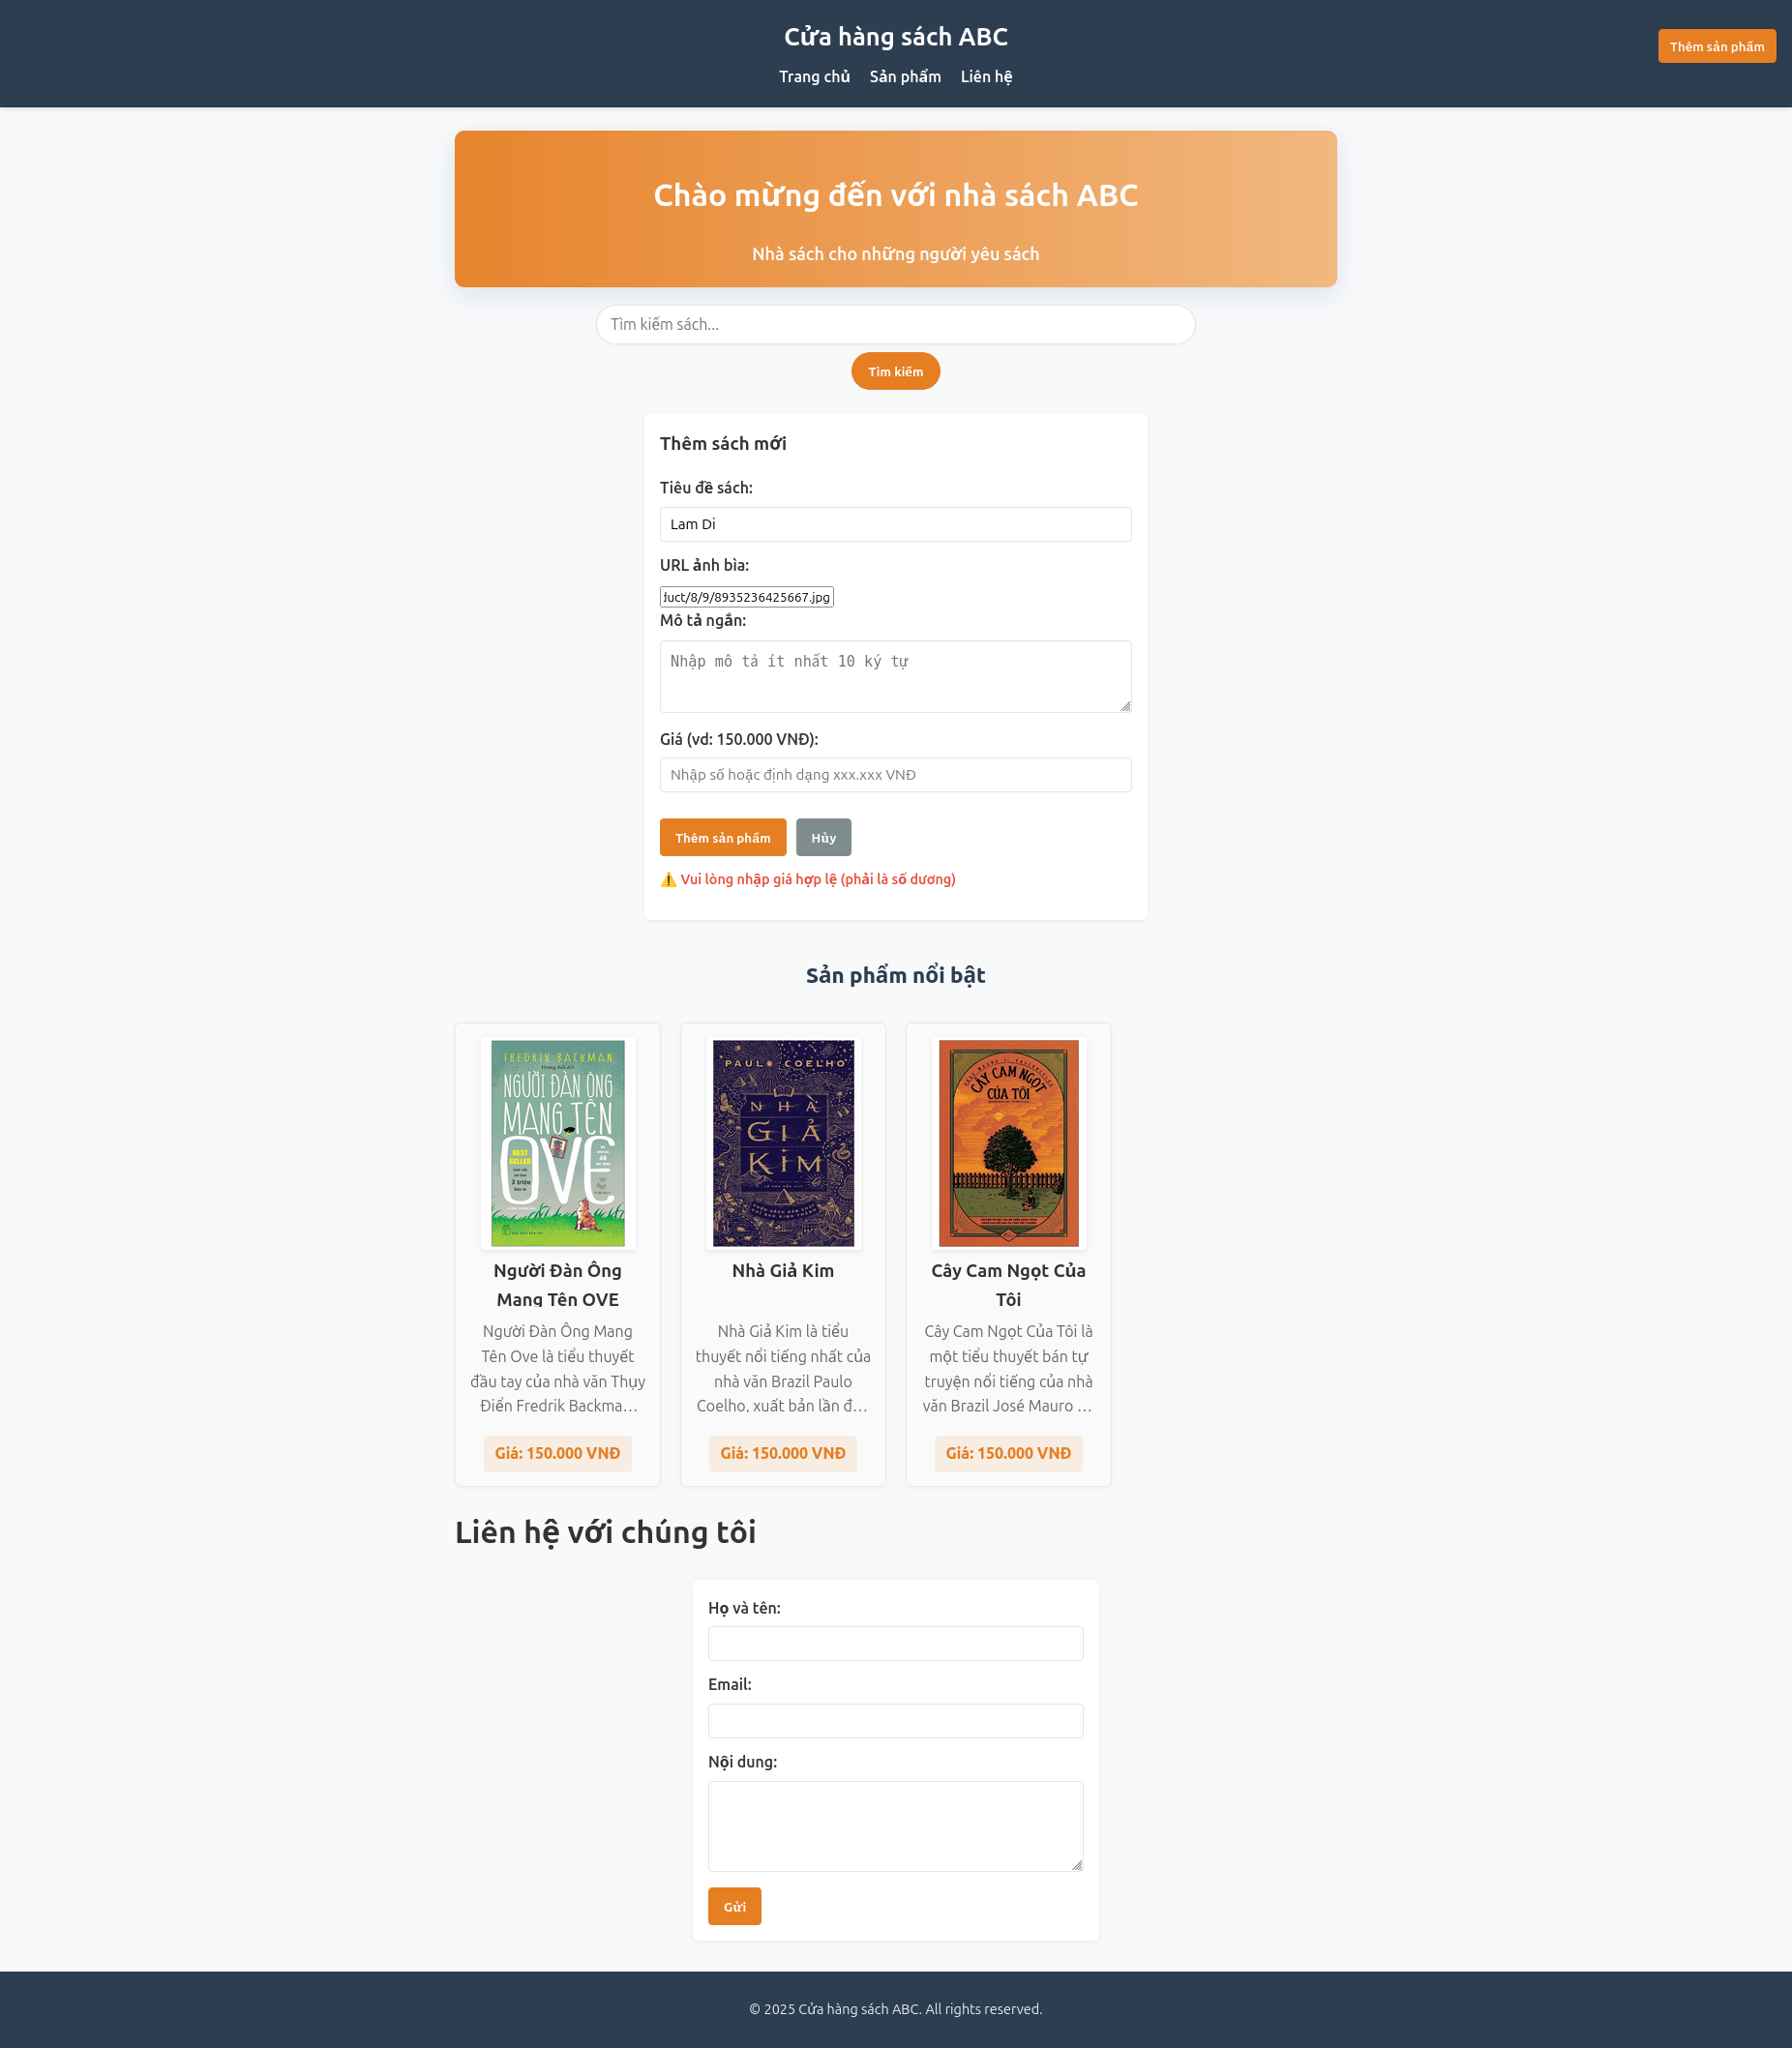 Cửa hàng sách ABC
Thêm sản phẩm
Trang chủ Sản phẩm Liên hệ
Chào mừng đến với nhà sách ABC
Nhà sách cho những người yêu sách
Tìm kiếm sách...
Tìm kiếm
Thêm sách mới
Tiêu đề sách:
Lam Di
URL ảnh bìa:
duct/8/9/8935236425667.jpg
Mô tả ngắn:
Nhập mô tả ít nhất 10 ký tự
Giá (vd: 150.000 VNĐ):
Nhập số hoặc định dạng xxx.xxx VNĐ
Thêm sản phẩm Hủy
⚠️ Vui lòng nhập giá hợp lệ (phải là số dương)
Sản phẩm nổi bật
FREDRIK BACKMAN
NGƯỜI ĐÀN ÔNG
MANG TÊN
OVE
BEST
SELLER
Người Đàn Ông
Mang Tên OVE
Người Đàn Ông Mang
Tên Ove là tiểu thuyết
đầu tay của nhà văn Thụy
Điển Fredrik Backma…
Giá: 150.000 VNĐ
PAULO COELHO
NHÀ
GIẢ
KIM
Nhà Giả Kim
Nhà Giả Kim là tiểu
thuyết nổi tiếng nhất của
nhà văn Brazil Paulo
Coelho, xuất bản lần đ…
Giá: 150.000 VNĐ
CÂY CAM NGỌT
CỦA TÔI
Cây Cam Ngọt Của
Tôi
Cây Cam Ngọt Của Tôi là
một tiểu thuyết bán tự
truyện nổi tiếng của nhà
văn Brazil José Mauro …
Giá: 150.000 VNĐ
Liên hệ với chúng tôi
Họ và tên:
Email:
Nội dung:
Gửi
© 2025 Cửa hàng sách ABC. All rights reserved.